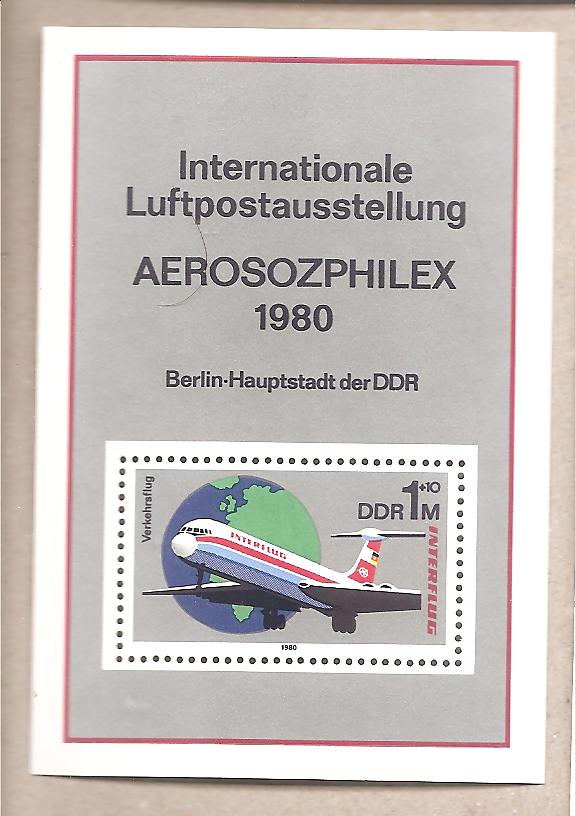 Internationale
Luftpostausstellung
AEROSOZPHILEX
1980
Berlin-Hauptstadt der DDR
Verkehrsflug
DDR 1+10 M
INTERFLUG
INTERFLUG
1980